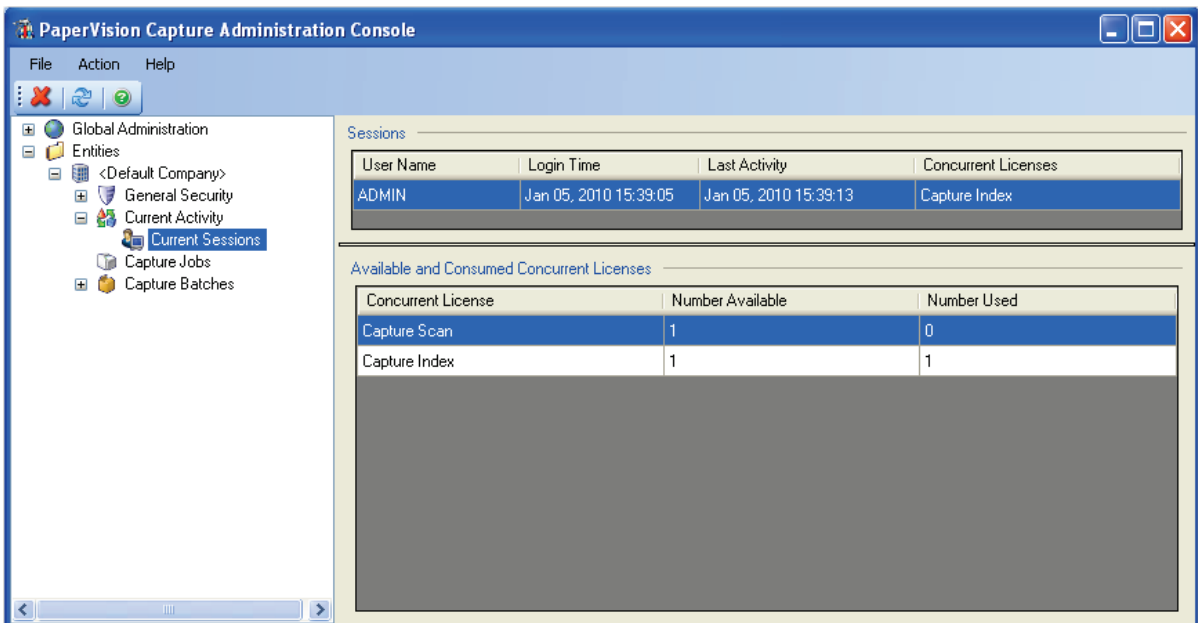 PaperVision Capture Administration Console
File Action Help
Global Administration
Entities
<Default Company>
General Security
Current Activity
Current Sessions
Capture Jobs
Capture Batches
Sessions
User Name Login Time Last Activity Concurrent Licenses
ADMIN Jan 05, 2010 15:39:05 Jan 05, 2010 15:39:13 Capture Index
Available and Consumed Concurrent Licenses
Concurrent License Number Available Number Used
Capture Scan 1 0
Capture Index 1 1